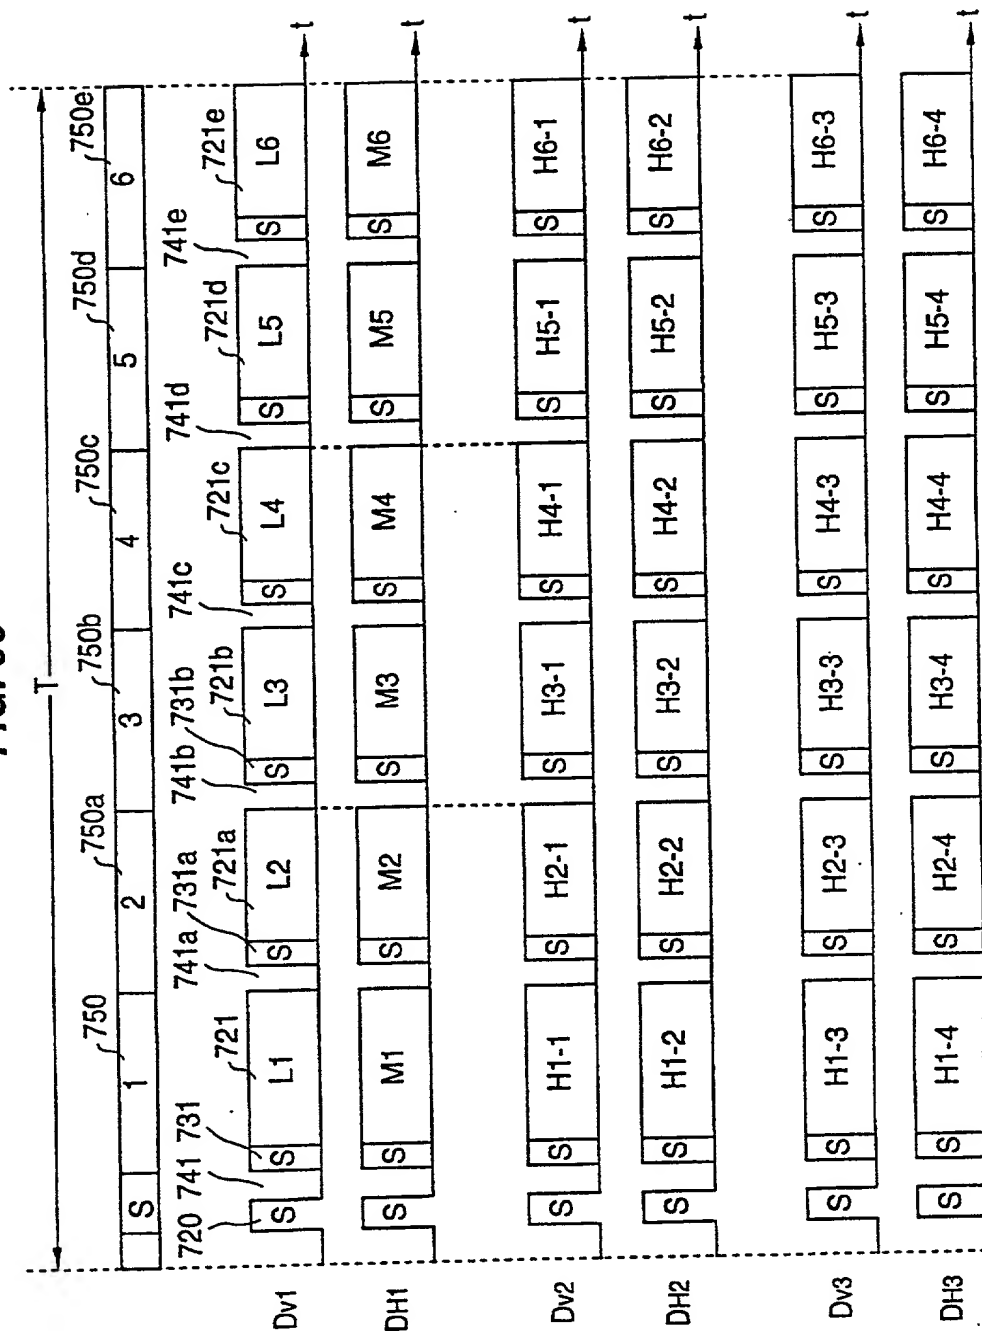 T
750 750a 750b 750c 750d 750e
S 1 2 3 4 5 6
720 741 731 721 741a 731a 721a 741b 731b 721b 741c 721c 741d 721d 741e 721e
Dv1 S S L1 S L2 S L3 S L4 S L5 S L6 t
DH1 S S M1 S M2 S M3 S M4 S M5 S M6 t
Dv2 S S H1-1 S H2-1 S H3-1 S H4-1 S H5-1 S H6-1 t
DH2 S S H1-2 S H2-2 S H3-2 S H4-2 S H5-2 S H6-2 t
Dv3 S S H1-3 S H2-3 S H3-3 S H4-3 S H5-3 S H6-3 t
DH3 S S H1-4 S H2-4 S H3-4 S H4-4 S H5-4 S H6-4 t